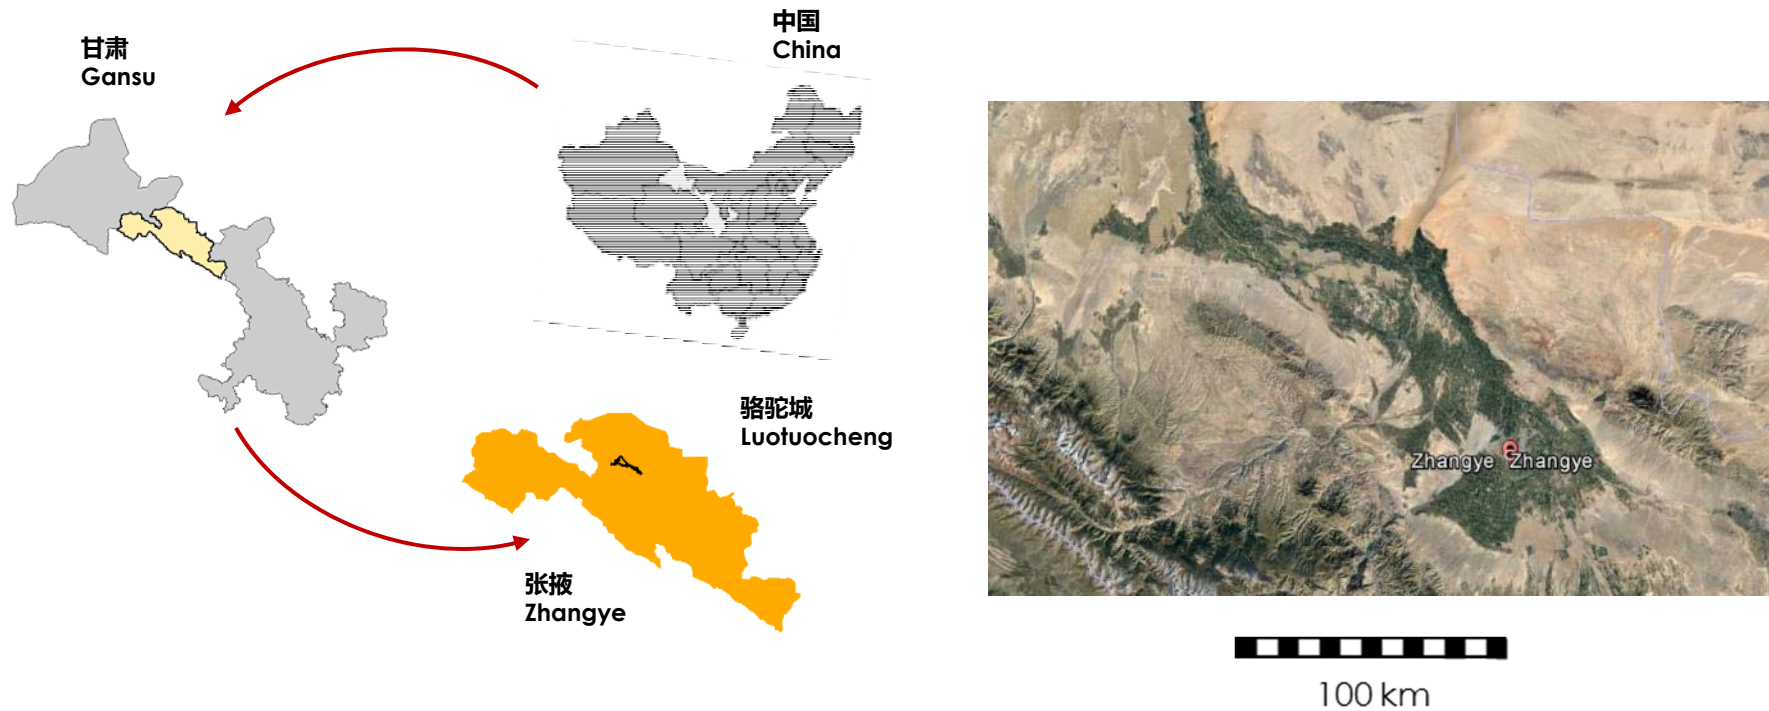 甘肃
Gansu
中国
China
骆驼城
Luotuocheng
张掖
Zhangye
Zhangye Zhangye
100 km